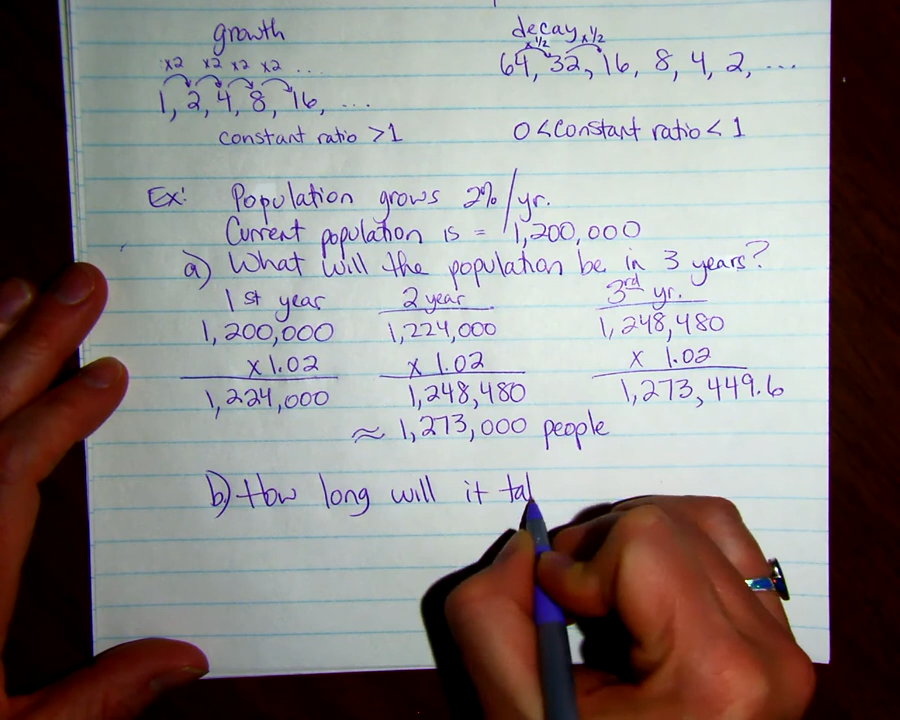 growth decay
x2 x2 x2 x2 ... x 1/2 x 1/2
1, 2, 4, 8, 16, ... 64, 32, 16, 8, 4, 2, ...
constant ratio > 1 0 < constant ratio < 1
Ex: Population grows 2% / yr.
Current population is = 1,200,000
a) What will the population be in 3 years?
1st year 2 year 3rd yr.
1,200,000 1,224,000 1,248,480
x 1.02 x 1.02 x 1.02
1,224,000 1,248,480 1,273,449.6
≈ 1,273,000 people
b) How long will it tak